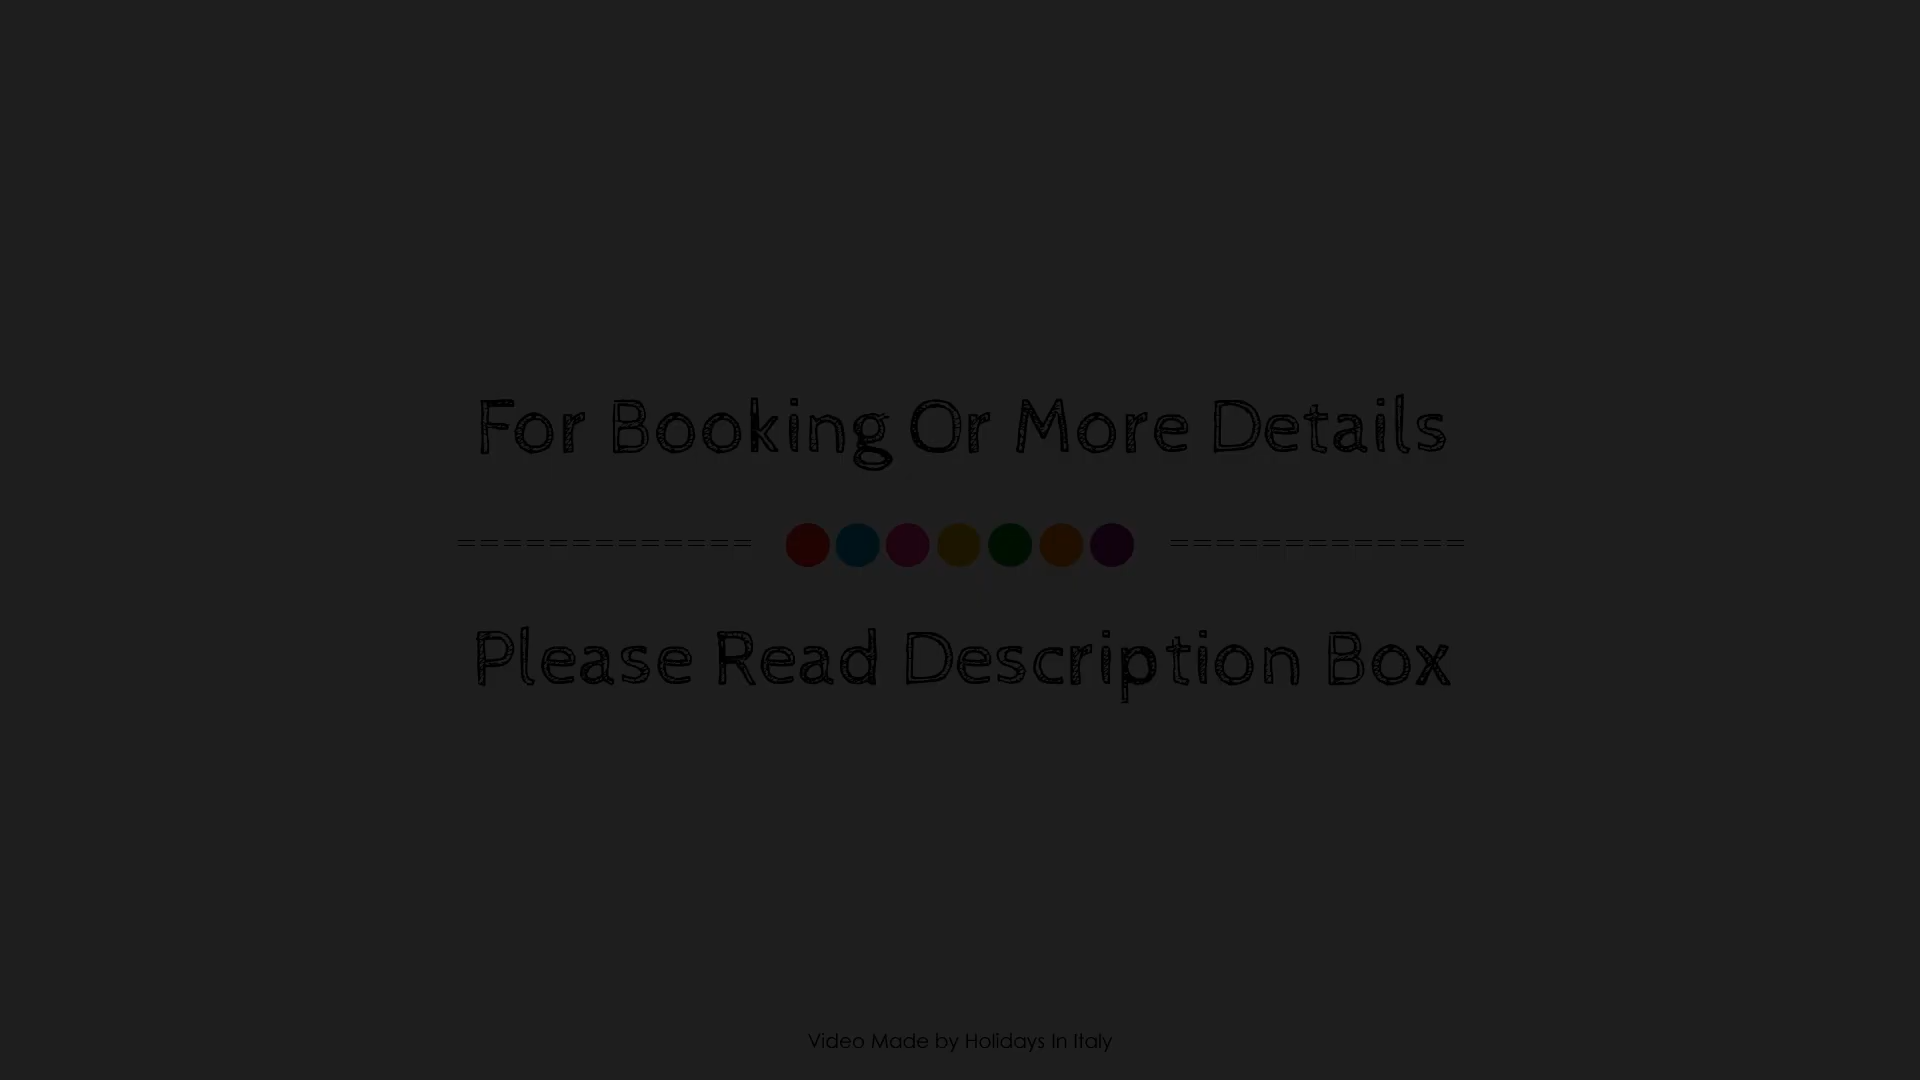 For Booking Or More Details
============= =============
Please Read Description Box
Video Made by Holidays In Italy